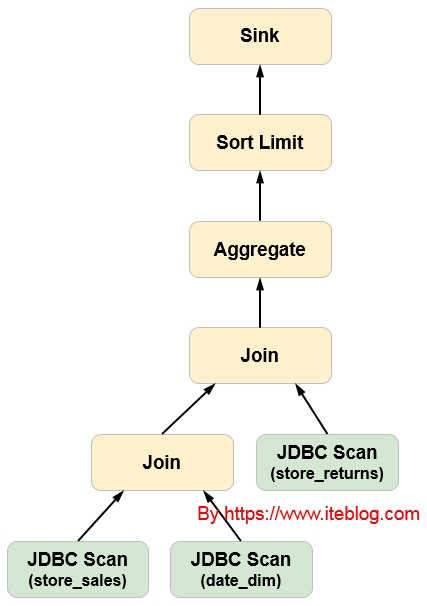 Sink
Sort Limit
Aggregate
Join
Join
JDBC Scan
(store_returns)
By https://www.iteblog.com
JDBC Scan
(store_sales)
JDBC Scan
(date_dim)